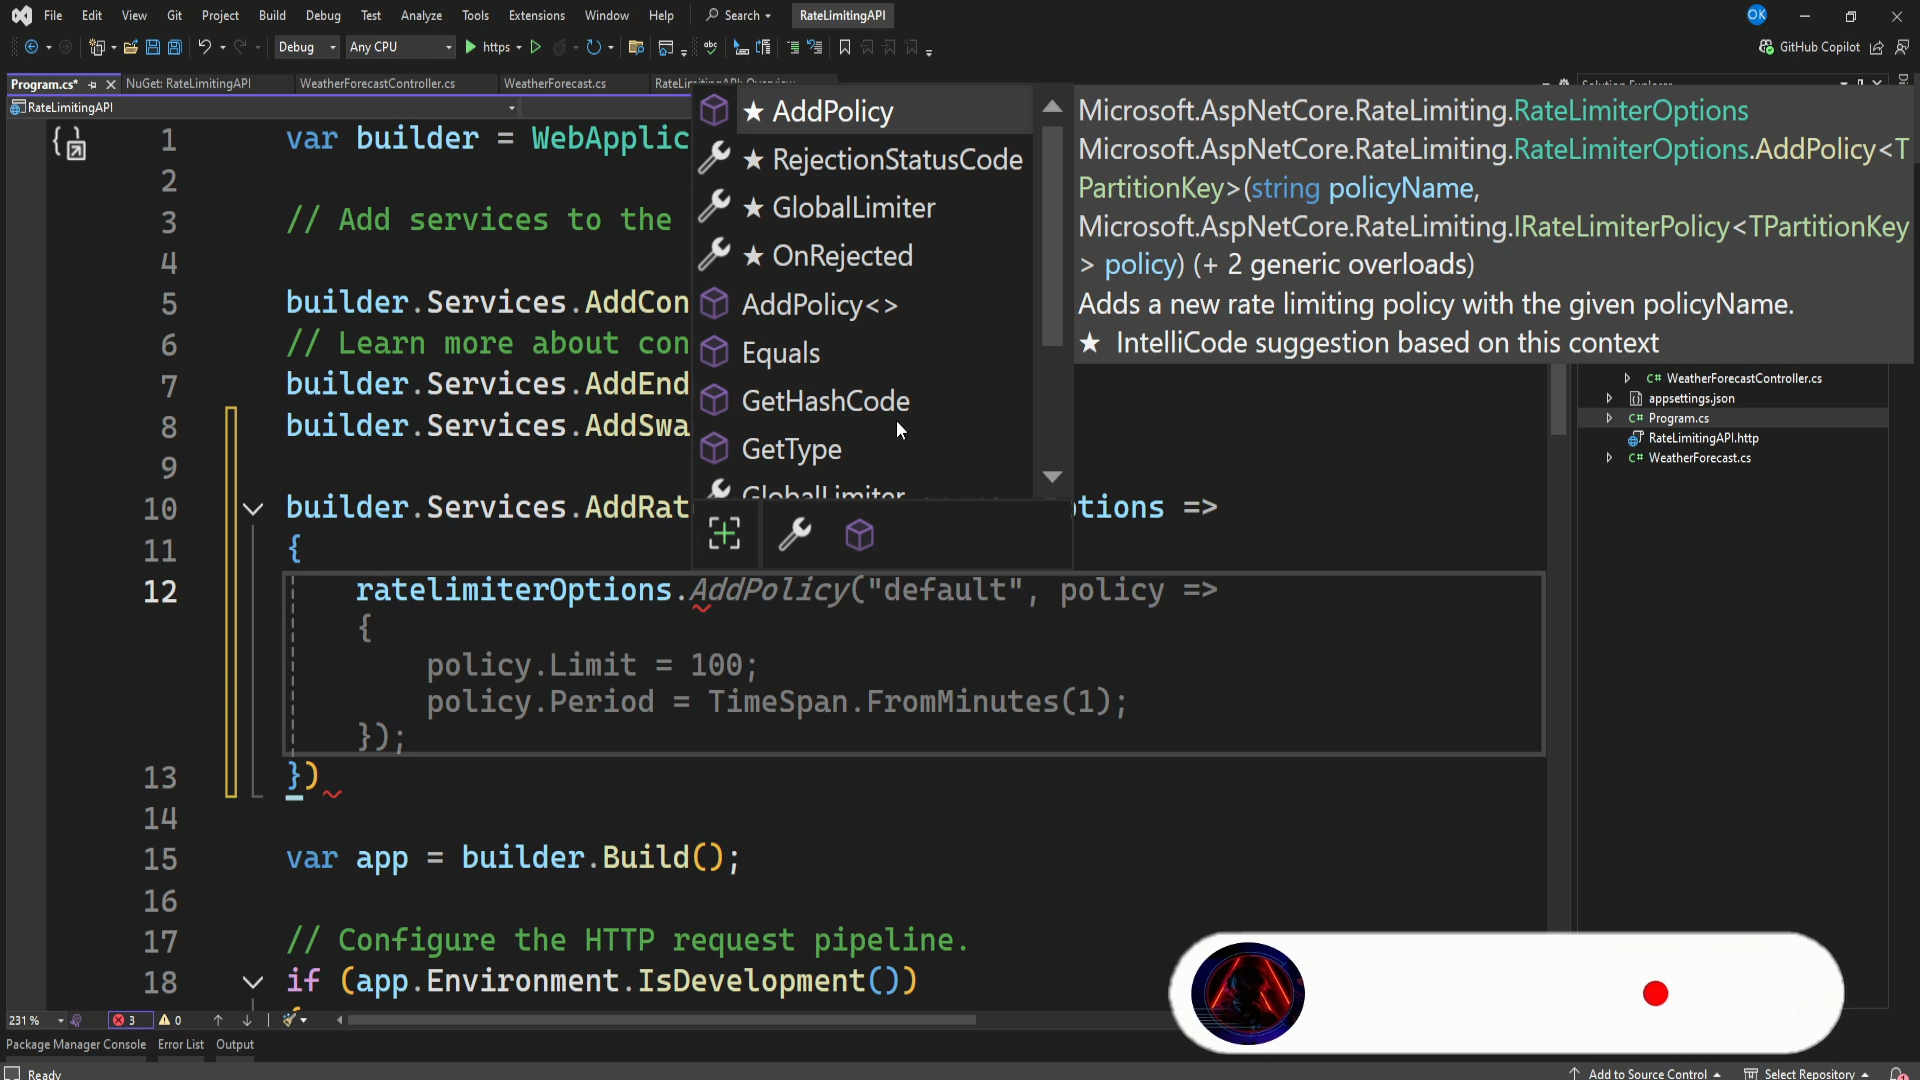 File Edit View Git Project Build Debug Test Analyze Tools Extensions Window Help Search RateLimitingAPI OK
Debug Any CPU https GitHub Copilot
Program.cs* NuGet: RateLimitingAPI WeatherForecastController.cs WeatherForecast.cs
RateLimitingAPI
1 var builder = WebApplic
2
3 // Add services to the
4
5 builder.Services.AddCon
6 // Learn more about con
7 builder.Services.AddEnd
8 builder.Services.AddSwa
9
10 builder.Services.AddRat tions =>
11 {
12 ratelimiterOptions.AddPolicy("default", policy =>
{
policy.Limit = 100;
policy.Period = TimeSpan.FromMinutes(1);
});
13 })
14
15 var app = builder.Build();
16
17 // Configure the HTTP request pipeline.
18 if (app.Environment.IsDevelopment())
★ AddPolicy
★ RejectionStatusCode
★ GlobalLimiter
★ OnRejected
AddPolicy<>
Equals
GetHashCode
GetType
GlobalLimiter
Microsoft.AspNetCore.RateLimiting.RateLimiterOptions
Microsoft.AspNetCore.RateLimiting.RateLimiterOptions.AddPolicy<T
PartitionKey>(string policyName,
Microsoft.AspNetCore.RateLimiting.IRateLimiterPolicy<TPartitionKey
> policy) (+ 2 generic overloads)
Adds a new rate limiting policy with the given policyName.
★ IntelliCode suggestion based on this context
C# WeatherForecastController.cs
appsettings.json
C# Program.cs
RateLimitingAPI.http
C# WeatherForecast.cs
231 % 3 0
Package Manager Console Error List Output
Ready Add to Source Control Select Repository